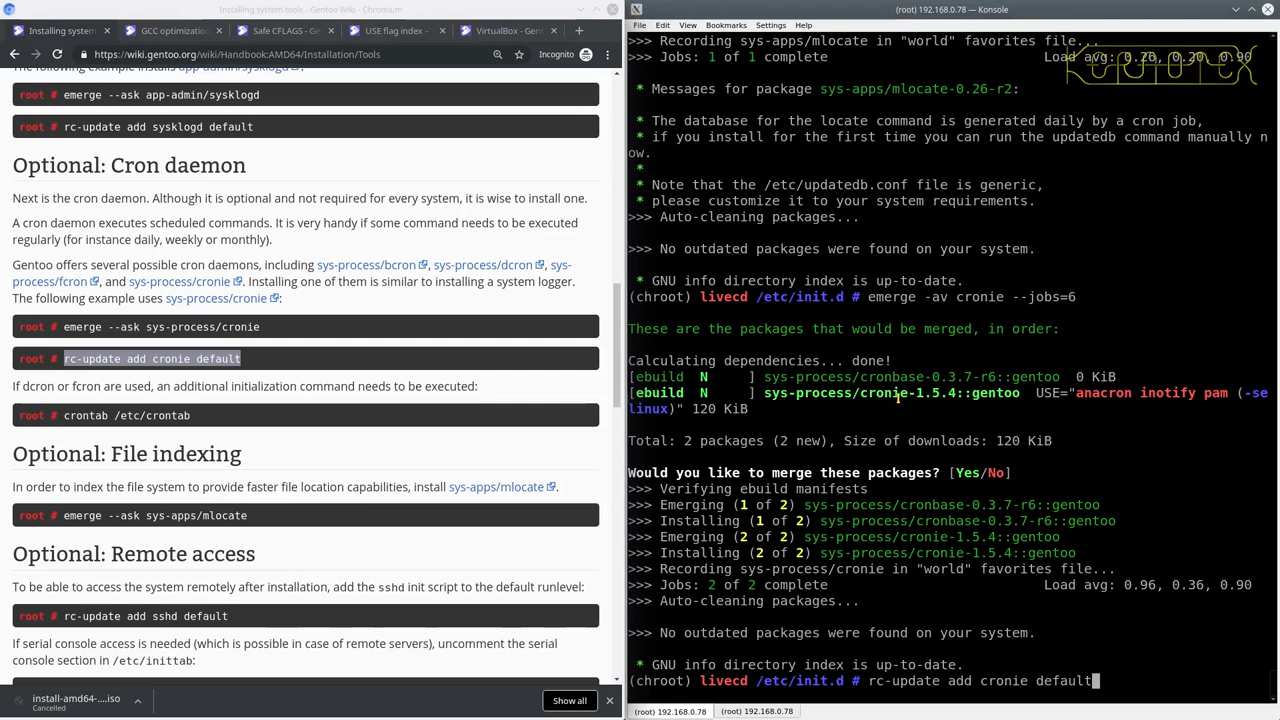 Installing system tools - Gentoo Wiki - Chromium
Installing system
GCC optimization
Safe CFLAGS - Ge
USE flag index –
VirtualBox - Gent
https://wiki.gentoo.org/wiki/Handbook:AMD64/Installation/Tools
Incognito
The following example installs app-admin/sysklogd:
root # emerge --ask app-admin/sysklogd
root # rc-update add sysklogd default
Optional: Cron daemon
Next is the cron daemon. Although it is optional and not required for every system, it is wise to install one.
A cron daemon executes scheduled commands. It is very handy if some command needs to be executed
regularly (for instance daily, weekly or monthly).
Gentoo offers several possible cron daemons, including sys-process/bcron, sys-process/dcron, sys-
process/fcron, and sys-process/cronie. Installing one of them is similar to installing a system logger.
The following example uses sys-process/cronie:
root # emerge --ask sys-process/cronie
root # rc-update add cronie default
If dcron or fcron are used, an additional initialization command needs to be executed:
root # crontab /etc/crontab
Optional: File indexing
In order to index the file system to provide faster file location capabilities, install sys-apps/mlocate.
root # emerge --ask sys-apps/mlocate
Optional: Remote access
To be able to access the system remotely after installation, add the sshd init script to the default runlevel:
root # rc-update add sshd default
If serial console access is needed (which is possible in case of remote servers), uncomment the serial
console section in /etc/inittab:
install-amd64-....iso
Cancelled
Show all
(root) 192.168.0.78 — Konsole
File Edit View Bookmarks Settings Help
>>> Recording sys-apps/mlocate in "world" favorites file...
>>> Jobs: 1 of 1 complete Load avg: 0.26, 0.20, 0.90
* Messages for package sys-apps/mlocate-0.26-r2:
* The database for the locate command is generated daily by a cron job,
* if you install for the first time you can run the updatedb command manually n
ow.
*
* Note that the /etc/updatedb.conf file is generic,
* please customize it to your system requirements.
>>> Auto-cleaning packages...
>>> No outdated packages were found on your system.
* GNU info directory index is up-to-date.
(chroot) livecd /etc/init.d # emerge -av cronie --jobs=6
These are the packages that would be merged, in order:
Calculating dependencies... done!
[ebuild N ] sys-process/cronbase-0.3.7-r6::gentoo 0 KiB
[ebuild N ] sys-process/cronie-1.5.4::gentoo USE="anacron inotify pam (-se
linux)" 120 KiB
Total: 2 packages (2 new), Size of downloads: 120 KiB
Would you like to merge these packages? [Yes/No]
>>> Verifying ebuild manifests
>>> Emerging (1 of 2) sys-process/cronbase-0.3.7-r6::gentoo
>>> Installing (1 of 2) sys-process/cronbase-0.3.7-r6::gentoo
>>> Emerging (2 of 2) sys-process/cronie-1.5.4::gentoo
>>> Installing (2 of 2) sys-process/cronie-1.5.4::gentoo
>>> Recording sys-process/cronie in "world" favorites file...
>>> Jobs: 2 of 2 complete Load avg: 0.96, 0.36, 0.90
>>> Auto-cleaning packages...
>>> No outdated packages were found on your system.
* GNU info directory index is up-to-date.
(chroot) livecd /etc/init.d # rc-update add cronie default
(root) 192.168.0.78
(root) 192.168.0.78